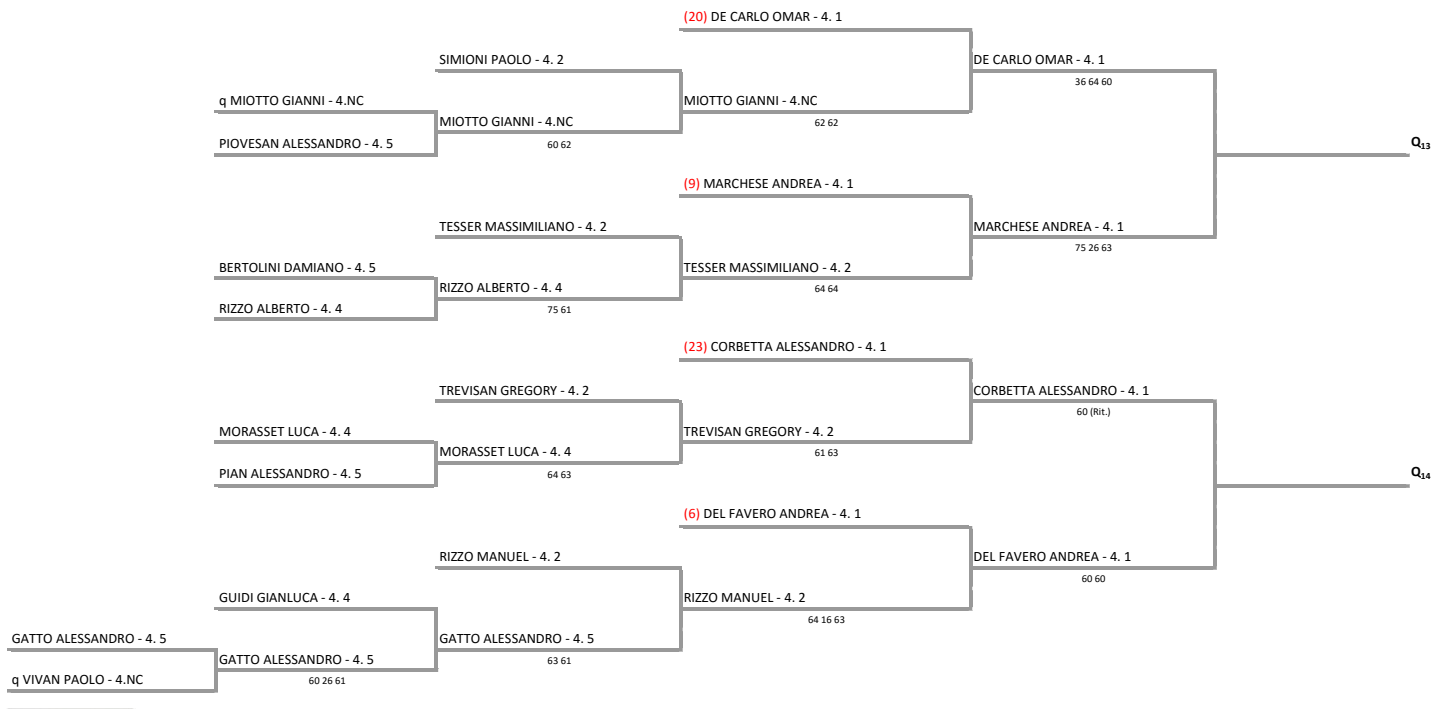 (20) DE CARLO OMAR - 4. 1
SIMIONI PAOLO - 4. 2
DE CARLO OMAR - 4. 1
36 64 60
q MIOTTO GIANNI - 4.NC
MIOTTO GIANNI - 4.NC
MIOTTO GIANNI - 4.NC
60 62
62 62
PIOVESAN ALESSANDRO - 4. 5
Q13
(9) MARCHESE ANDREA - 4. 1
TESSER MASSIMILIANO - 4. 2
MARCHESE ANDREA - 4. 1
75 26 63
BERTOLINI DAMIANO - 4. 5
TESSER MASSIMILIANO - 4. 2
64 64
RIZZO ALBERTO - 4. 4
75 61
RIZZO ALBERTO - 4. 4
(23) CORBETTA ALESSANDRO - 4. 1
TREVISAN GREGORY - 4. 2
CORBETTA ALESSANDRO - 4. 1
60 (Rit.)
MORASSET LUCA - 4. 4
TREVISAN GREGORY - 4. 2
61 63
MORASSET LUCA - 4. 4
64 63
PIAN ALESSANDRO - 4. 5
Q14
(6) DEL FAVERO ANDREA - 4. 1
RIZZO MANUEL - 4. 2
DEL FAVERO ANDREA - 4. 1
60 60
GUIDI GIANLUCA - 4. 4
RIZZO MANUEL - 4. 2
64 16 63
GATTO ALESSANDRO - 4. 5
GATTO ALESSANDRO - 4. 5
63 61
GATTO ALESSANDRO - 4. 5
60 26 61
q VIVAN PAOLO - 4.NC